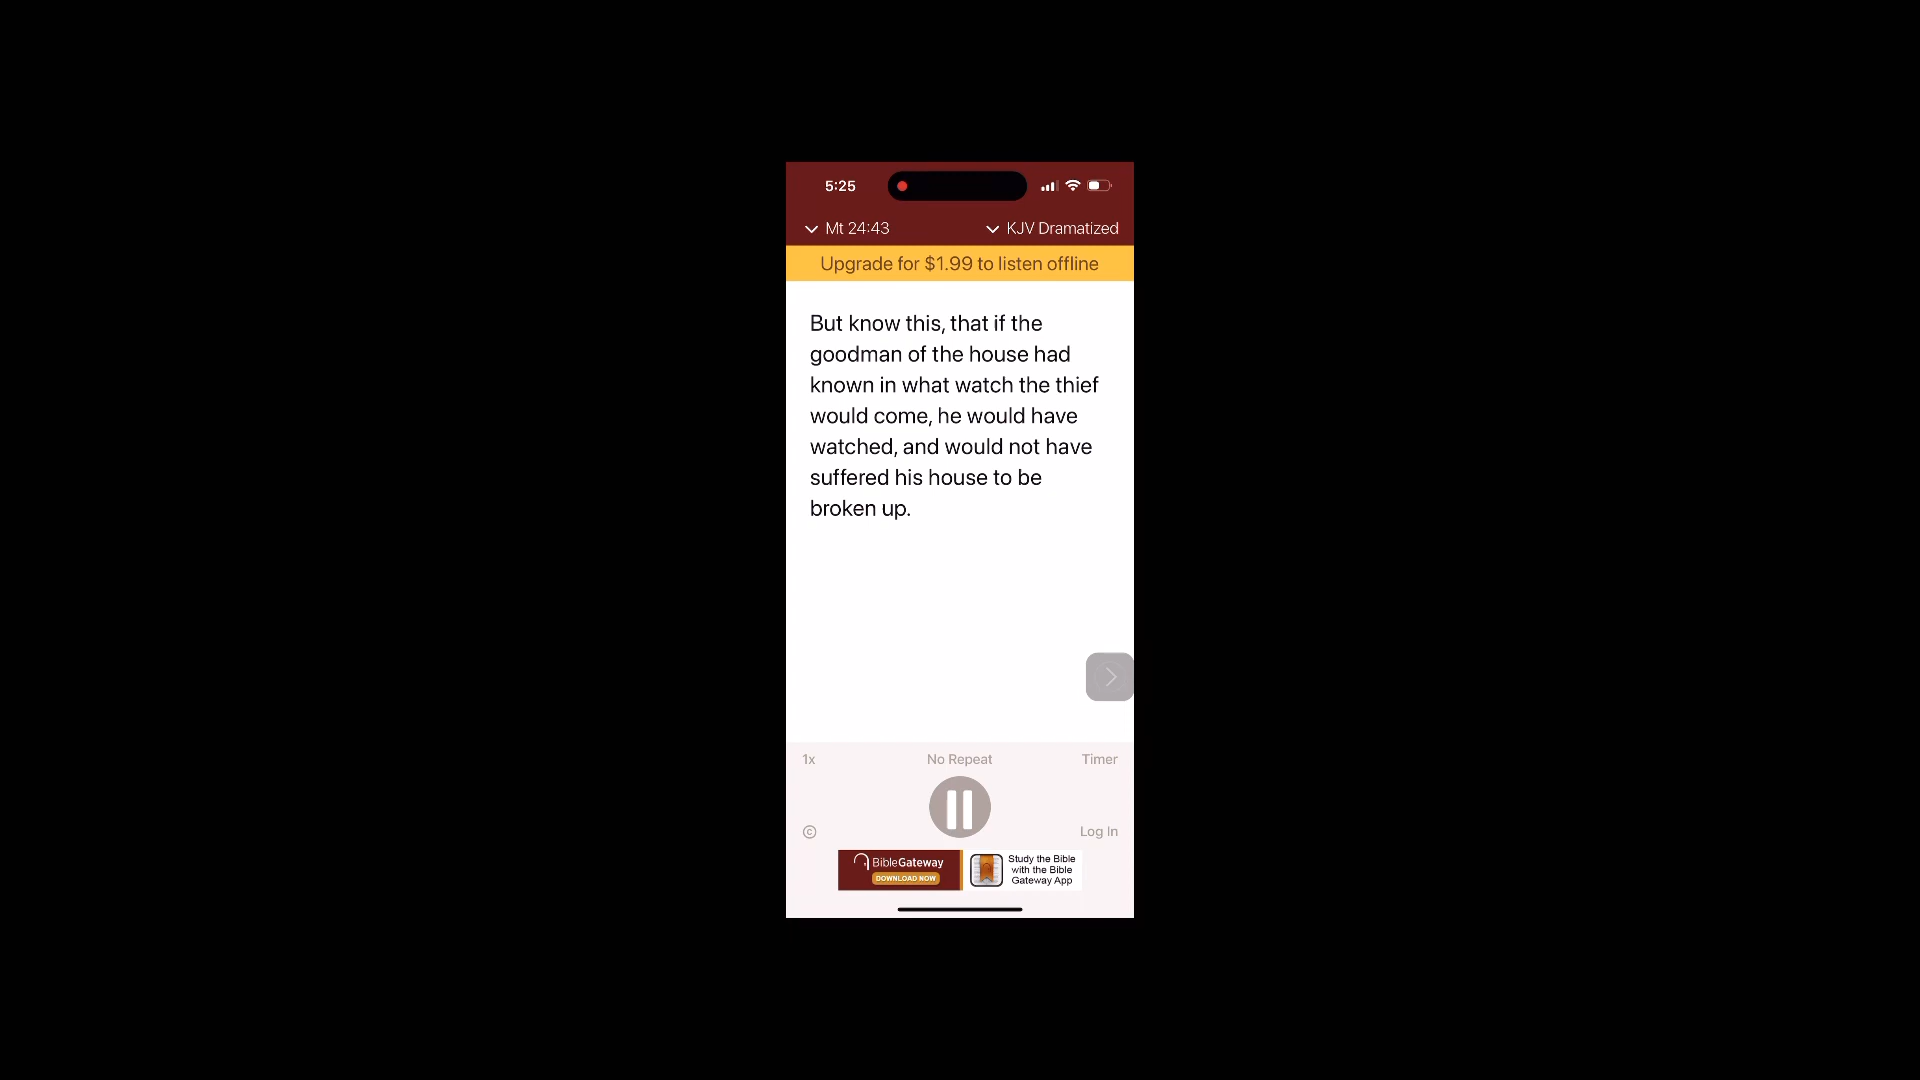 5:25
Mt 24:43
KJV Dramatized
Upgrade for $1.99 to listen offline
But know this, that if the
goodman of the house had
known in what watch the thief
would come, he would have
watched, and would not have
suffered his house to be
broken up.
1x
No Repeat
Timer
©
Log In
BibleGateway
DOWNLOAD NOW
Study the Bible
with the Bible
Gateway App